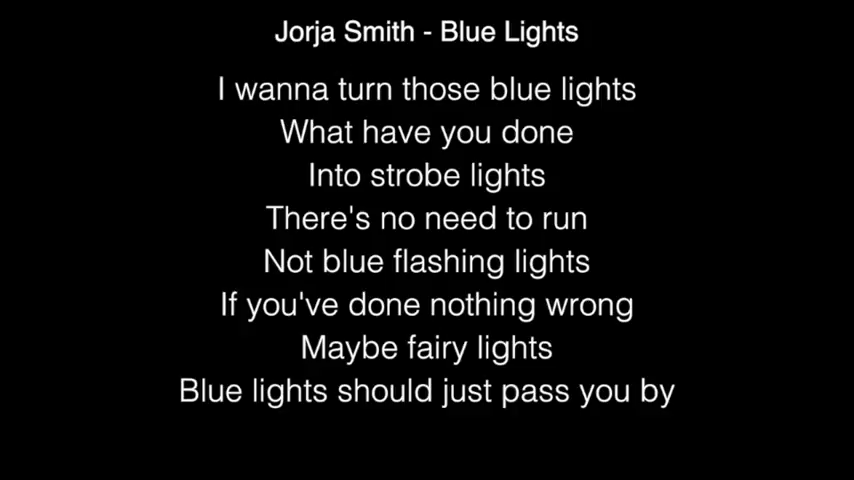 Jorja Smith - Blue Lights
I wanna turn those blue lights
What have you done
Into strobe lights
There's no need to run
Not blue flashing lights
If you've done nothing wrong
Maybe fairy lights
Blue lights should just pass you by